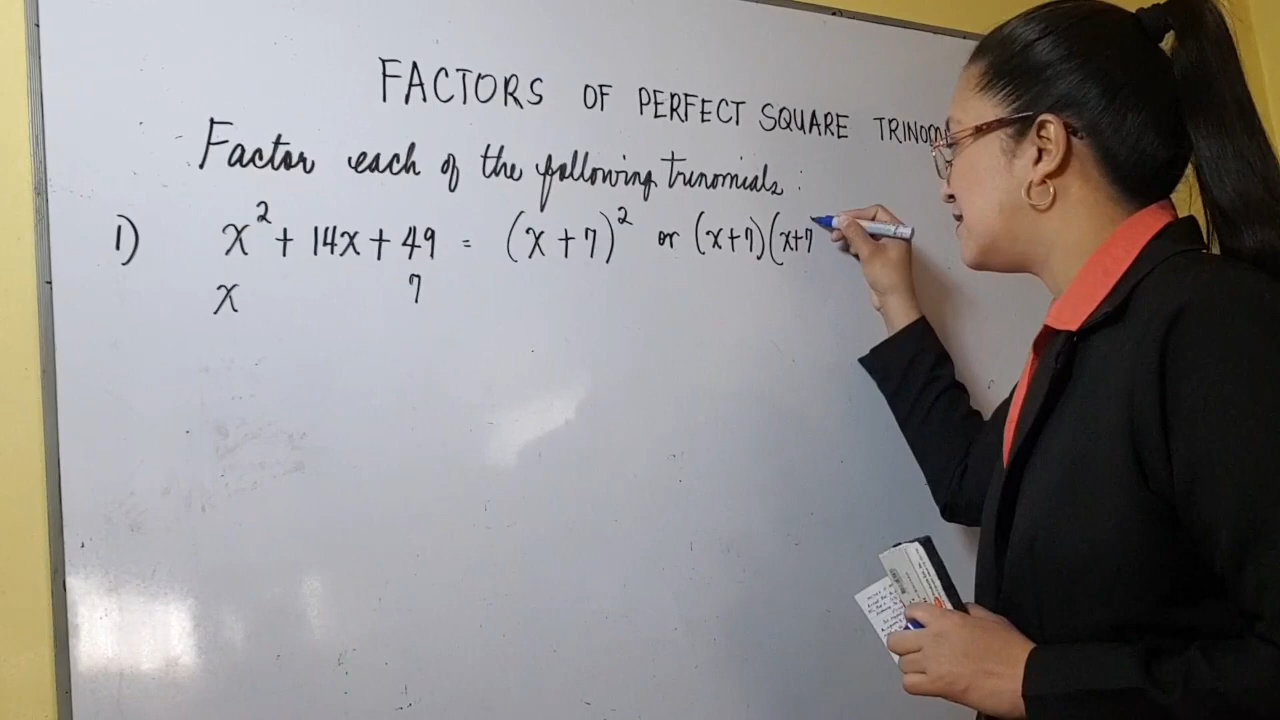 FACTORS OF PERFECT SQUARE TRINOM
Factor each of the following trinomials :
1) x² + 14x + 49 = (x + 7)² or (x+7)(x+7
x 7